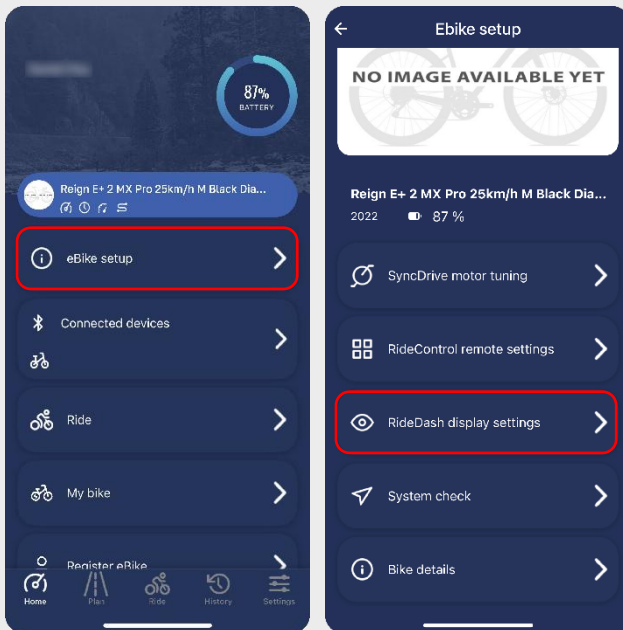 87%
BATTERY
Reign E+ 2 MX Pro 25km/h M Black Dia...
eBike setup
Connected devices
Ride
My bike
Register eBike
Home
Plan
Ride
History
Settings
Ebike setup
NO IMAGE AVAILABLE YET
Reign E+ 2 MX Pro 25km/h M Black Dia...
2022 87 %
SyncDrive motor tuning
RideControl remote settings
RideDash display settings
System check
Bike details